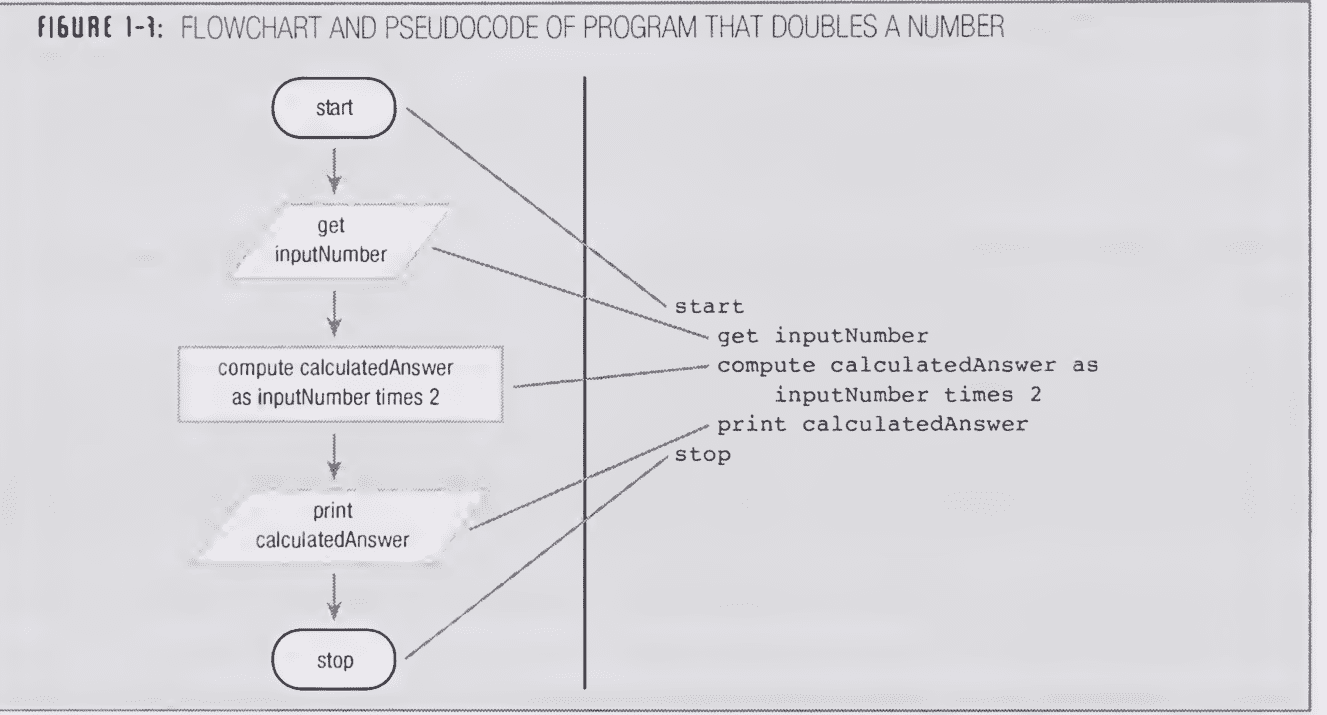 FIGURE 1-7: FLOWCHART AND PSEUDOCODE OF PROGRAM THAT DOUBLES A NUMBER
start
get
inputNumber
compute calculatedAnswer
as inputNumber times 2
print
calculatedAnswer
stop
start
get inputNumber
compute calculatedAnswer as
inputNumber times 2
print calculatedAnswer
stop